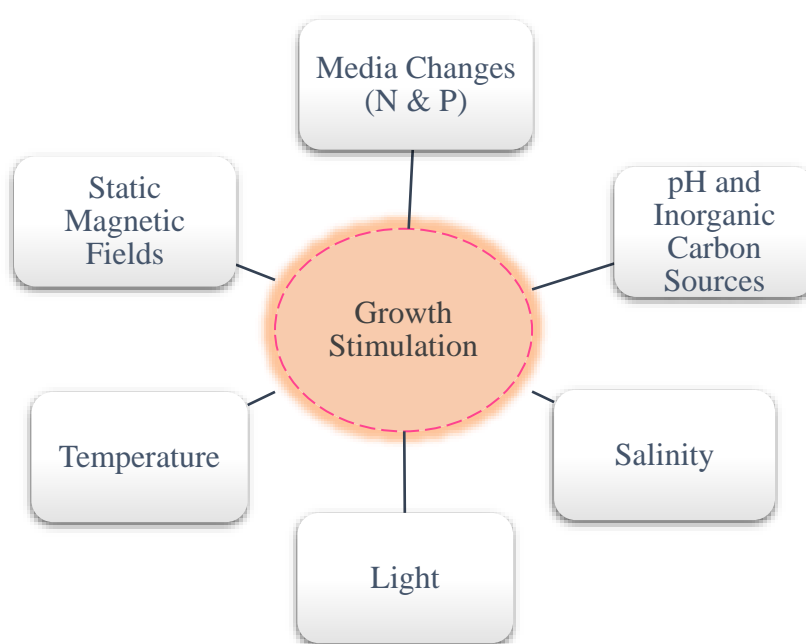 Media Changes
(N & P)
Static
Magnetic
Fields
pH and
Inorganic
Carbon
Sources
Growth
Stimulation
Temperature
Salinity
Light